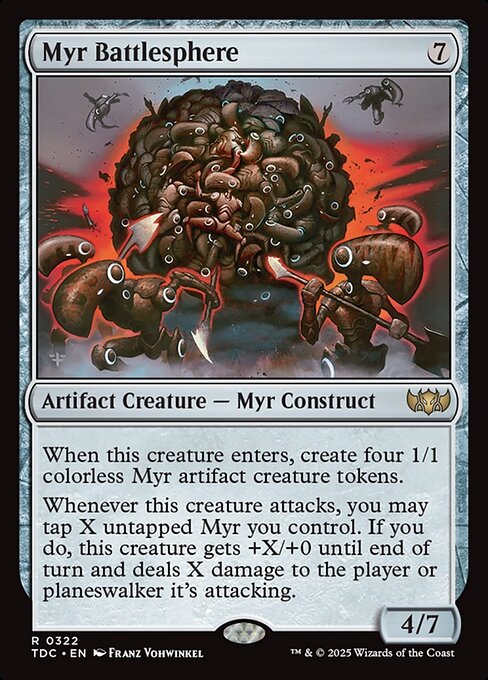 Myr Battlesphere 7
Artifact Creature — Myr Construct
When this creature enters, create four 1/1
colorless Myr artifact creature tokens.
Whenever this creature attacks, you may
tap X untapped Myr you control. If you
do, this creature gets +X/+0 until end of
turn and deals X damage to the player or
planeswalker it's attacking.
4/7
R 0322
TDC • EN Franz Vohwinkel
™ & © 2025 Wizards of the Coast